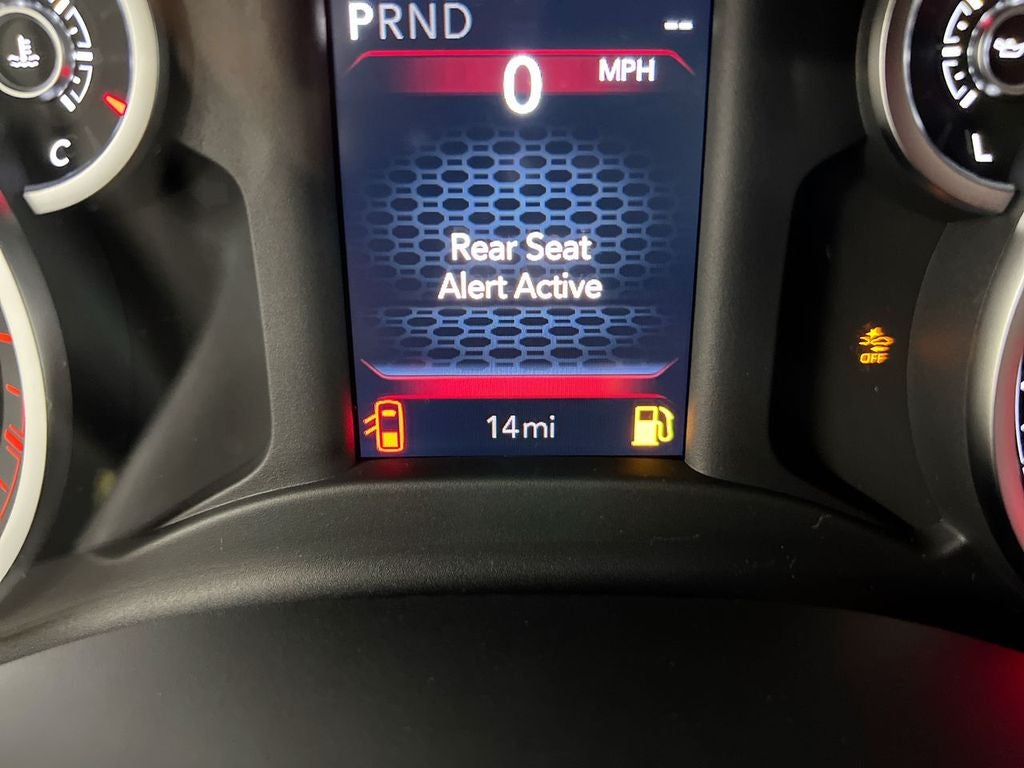 PRND
--
0 MPH
C
L
Rear Seat
Alert Active
OFF
14mi